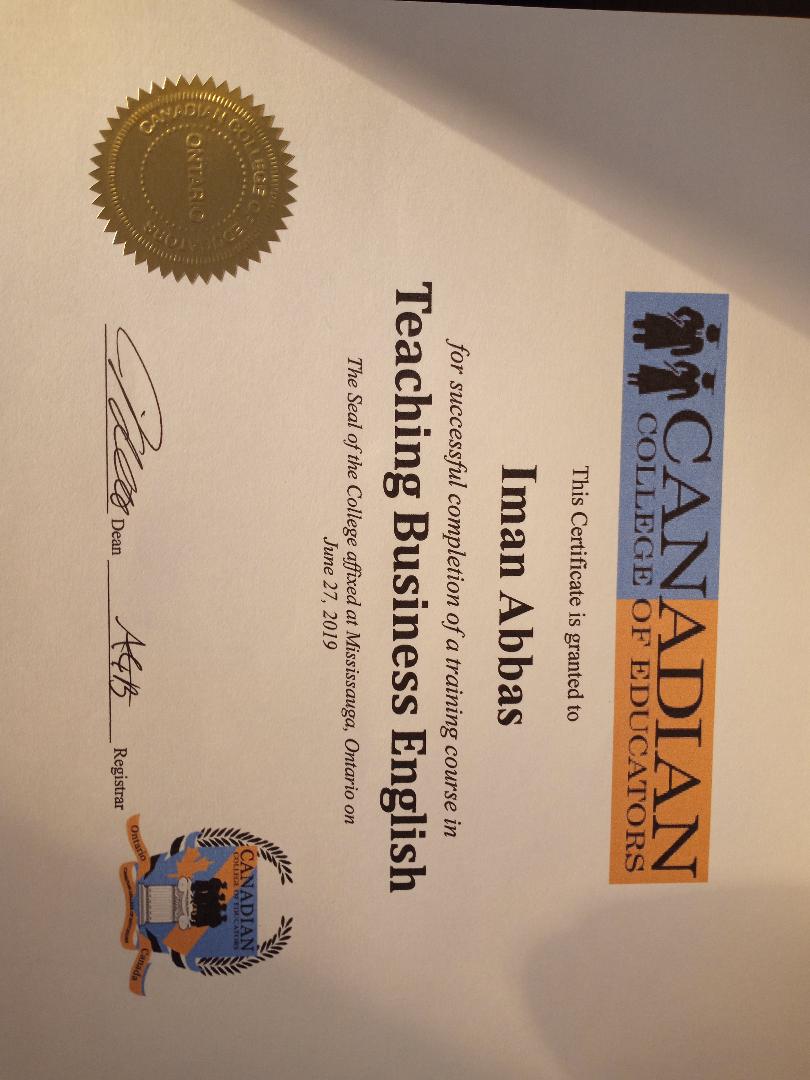 CANADIAN
COLLEGE OF EDUCATORS
This Certificate is granted to
Iman Abbas
for successful completion of a training course in
Teaching Business English
The Seal of the College affixed at Mississauga, Ontario on
June 27, 2019
CANADIAN COLLEGE OF EDUCATORS
ONTARIO
Dean
Registrar
CANADIAN
COLLEGE OF EDUCATORS
Ontario
Canada